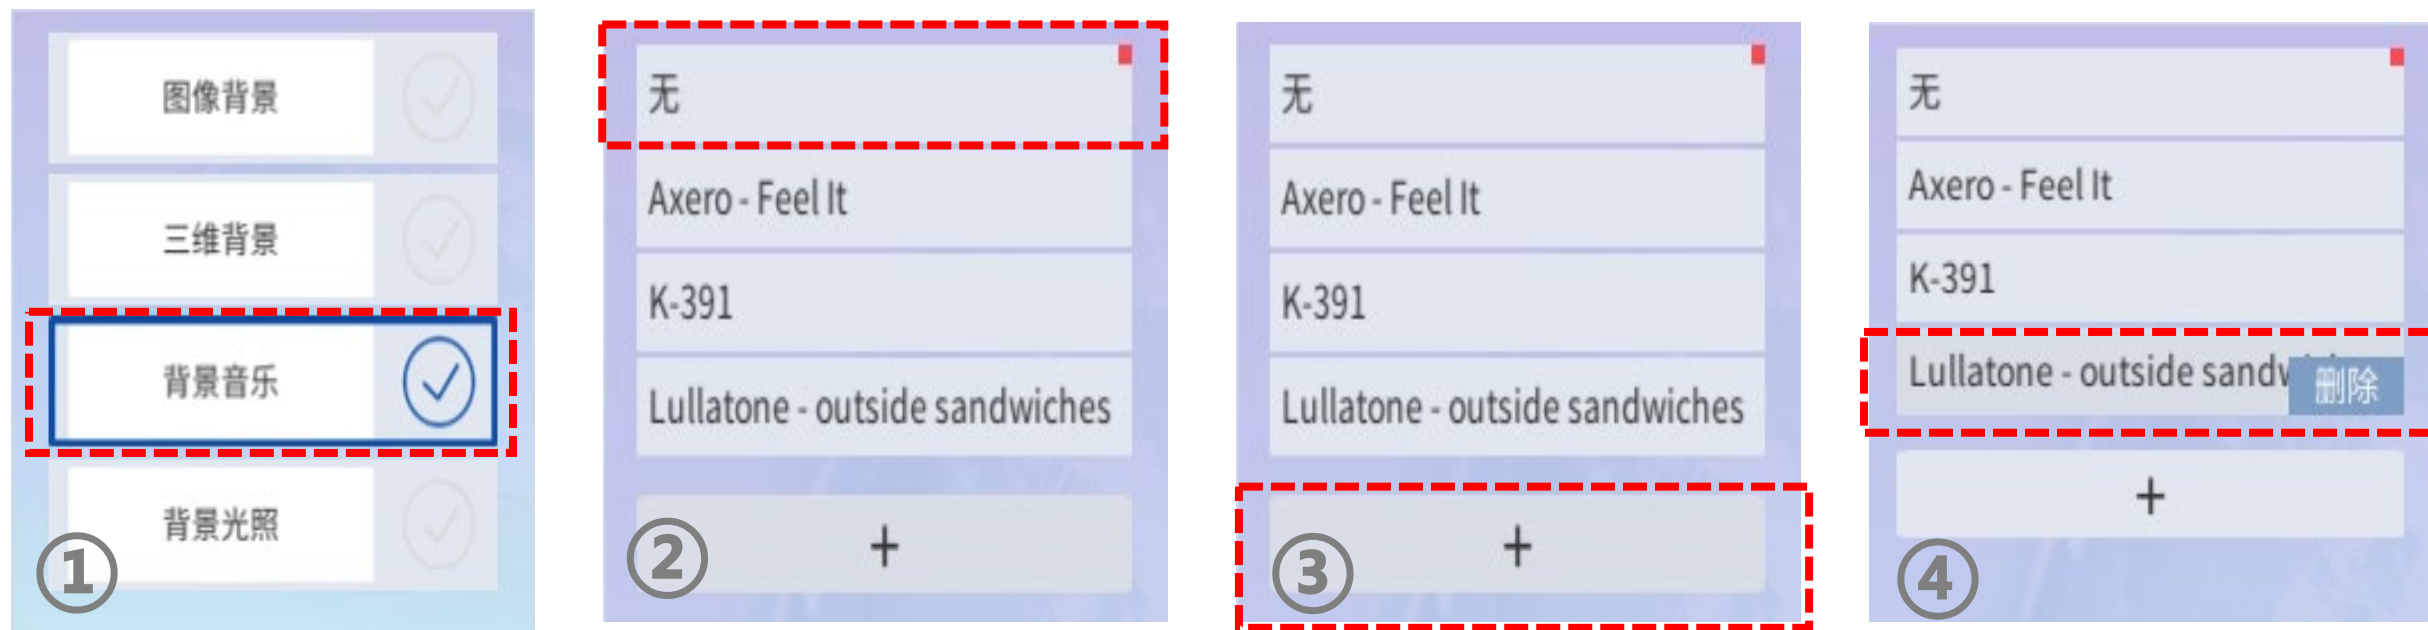 图像背景
三维背景
背景音乐
背景光照
①
无
Axero - Feel It
K-391
Lullatone - outside sandwiches
+
②
无
Axero - Feel It
K-391
Lullatone - outside sandwiches
+
③
无
Axero - Feel It
K-391
Lullatone - outside sandw
删除
+
④